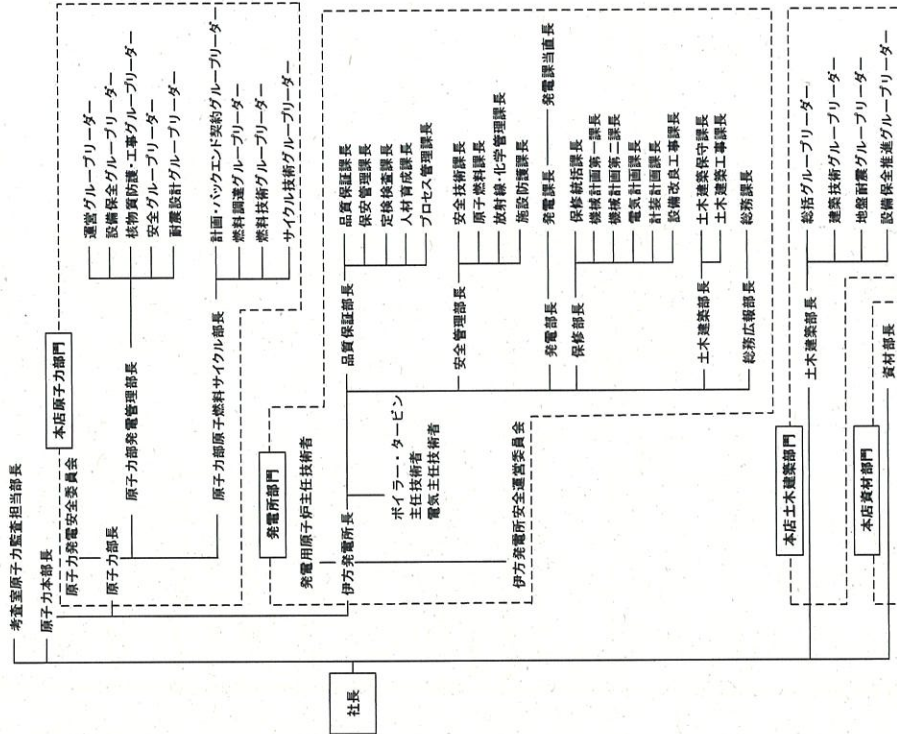 社長
考査室原子力監査担当部長
原子力本部長
本店原子力部門
原子力発電安全委員会
原子力部長
原子力部発電管理部長
運営グループリーダー
設備保全グループリーダー
核物質防護・工事グループリーダー
安全グループリーダー
耐震設計グループリーダー
原子力部原子燃料サイクル部長
計画・バックエンド契約グループリーダー
燃料調達グループリーダー
燃料技術グループリーダー
サイクル技術グループリーダー
発電所部門
発電用原子炉主任技術者
伊方発電所長
ボイラー・タービン
主任技術者
電気主任技術者
伊方発電所安全運営委員会
品質保証部長
品質保証課長
保安管理課長
定検検査課長
人材育成課長
プロセス管理課長
安全管理部長
安全技術課長
原子燃料課長
放射線・化学管理課長
施設防護課長
発電部長
発電課長
発電課当直長
保修部長
保修統括課長
機械計画第一課長
機械計画第二課長
電気計画課長
計装計画課長
設備改良工事課長
土木建築部長
土木建築保守課長
土木建築工事課長
総務広報部長
総務課長
本店土木建築部門
土木建築部長
総括グループリーダー
建築技術グループリーダー
地盤耐震グループリーダー
設備保全推進グループリーダー
本店資材部門
資材部長